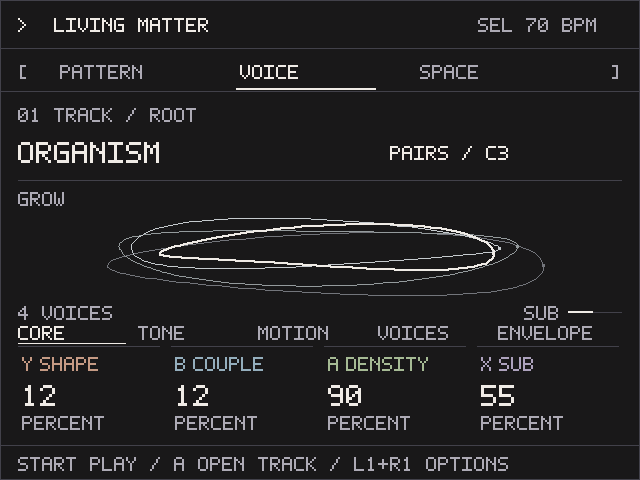 > LIVING MATTER SEL 70 BPM
[ PATTERN VOICE SPACE ]
01 TRACK / ROOT
ORGANISM PAIRS / C3
GROW
4 VOICES SUB
CORE TONE MOTION VOICES ENVELOPE
Y SHAPE B COUPLE A DENSITY X SUB
12 12 90 55
PERCENT PERCENT PERCENT PERCENT
START PLAY / A OPEN TRACK / L1+R1 OPTIONS